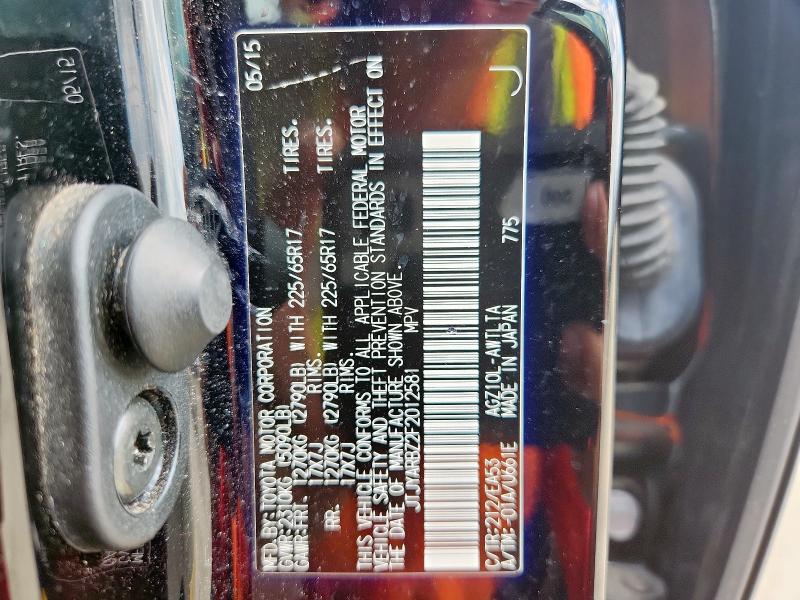 MFD. BY: TOYOTA MOTOR CORPORATION 05/15
GVWR: 2310KG (5090LB)
GAWR: FRT. 1270KG (2790LB) WITH 225/65R17 TIRES.
17X7J RIMS.
RR. 1270KG (2790LB) WITH 225/65R17 TIRES.
17X7J RIMS.
THIS VEHICLE CONFORMS TO ALL APPLICABLE FEDERAL MOTOR
VEHICLE SAFETY AND THEFT PREVENTION STANDARDS IN EFFECT ON
THE DATE OF MANUFACTURE SHOWN ABOVE.
JTJYARBZ2F2012581 MPV
C/TR: 212/EA53 AGZ10L-AWTLTA 775 J
A/TM: -01A/U661E MADE IN JAPAN